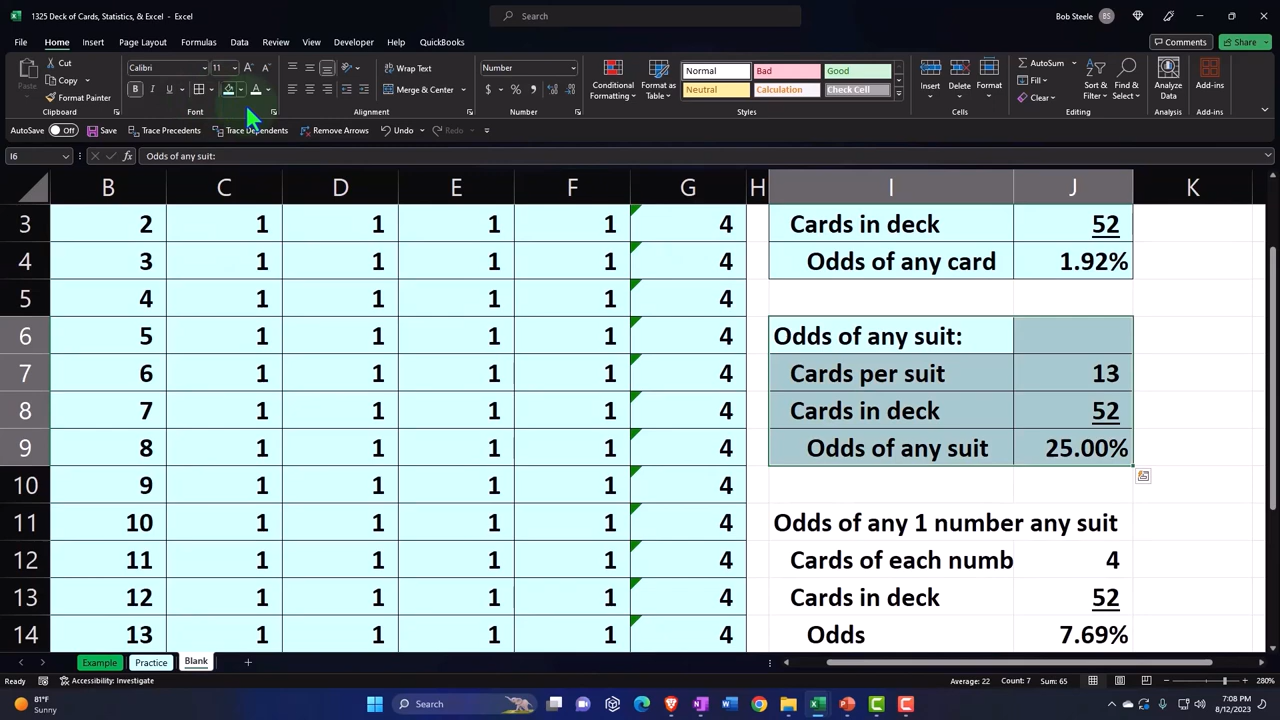 1325 Deck of Cards, Statistics, & Excel - Excel
Search
Bob Steele
BS
File Home Insert Page Layout Formulas Data Review View Developer Help QuickBooks
Comments Share
Cut
Copy
Format Painter
Calibri 11
Wrap Text
Merge & Center
Number
Conditional Formatting
Format as Table
Normal Bad Good
Neutral Calculation Check Cell
Insert Delete Format
AutoSum
Fill
Clear
Sort & Filter
Find & Select
Analyze Data
Add-ins
Clipboard Font Alignment Number Styles Cells Editing Analysis Add-ins
AutoSave Off Save Trace Precedents Trace Dependents Remove Arrows Undo Redo
I6 fx Odds of any suit:
B C D E F G H I J K
3 2 1 1 1 1 4 Cards in deck 52
4 3 1 1 1 1 4 Odds of any card 1.92%
5 4 1 1 1 1 4
6 5 1 1 1 1 4 Odds of any suit:
7 6 1 1 1 1 4 Cards per suit 13
8 7 1 1 1 1 4 Cards in deck 52
9 8 1 1 1 1 4 Odds of any suit 25.00%
10 9 1 1 1 1 4
11 10 1 1 1 1 4 Odds of any 1 number any suit
12 11 1 1 1 1 4 Cards of each numb 4
13 12 1 1 1 1 4 Cards in deck 52
14 13 1 1 1 1 4 Odds 7.69%
Example Practice Blank
Ready Accessibility: Investigate Average: 22 Count: 7 Sum: 65 280%
81°F
Sunny
Search
7:08 PM
8/12/2023